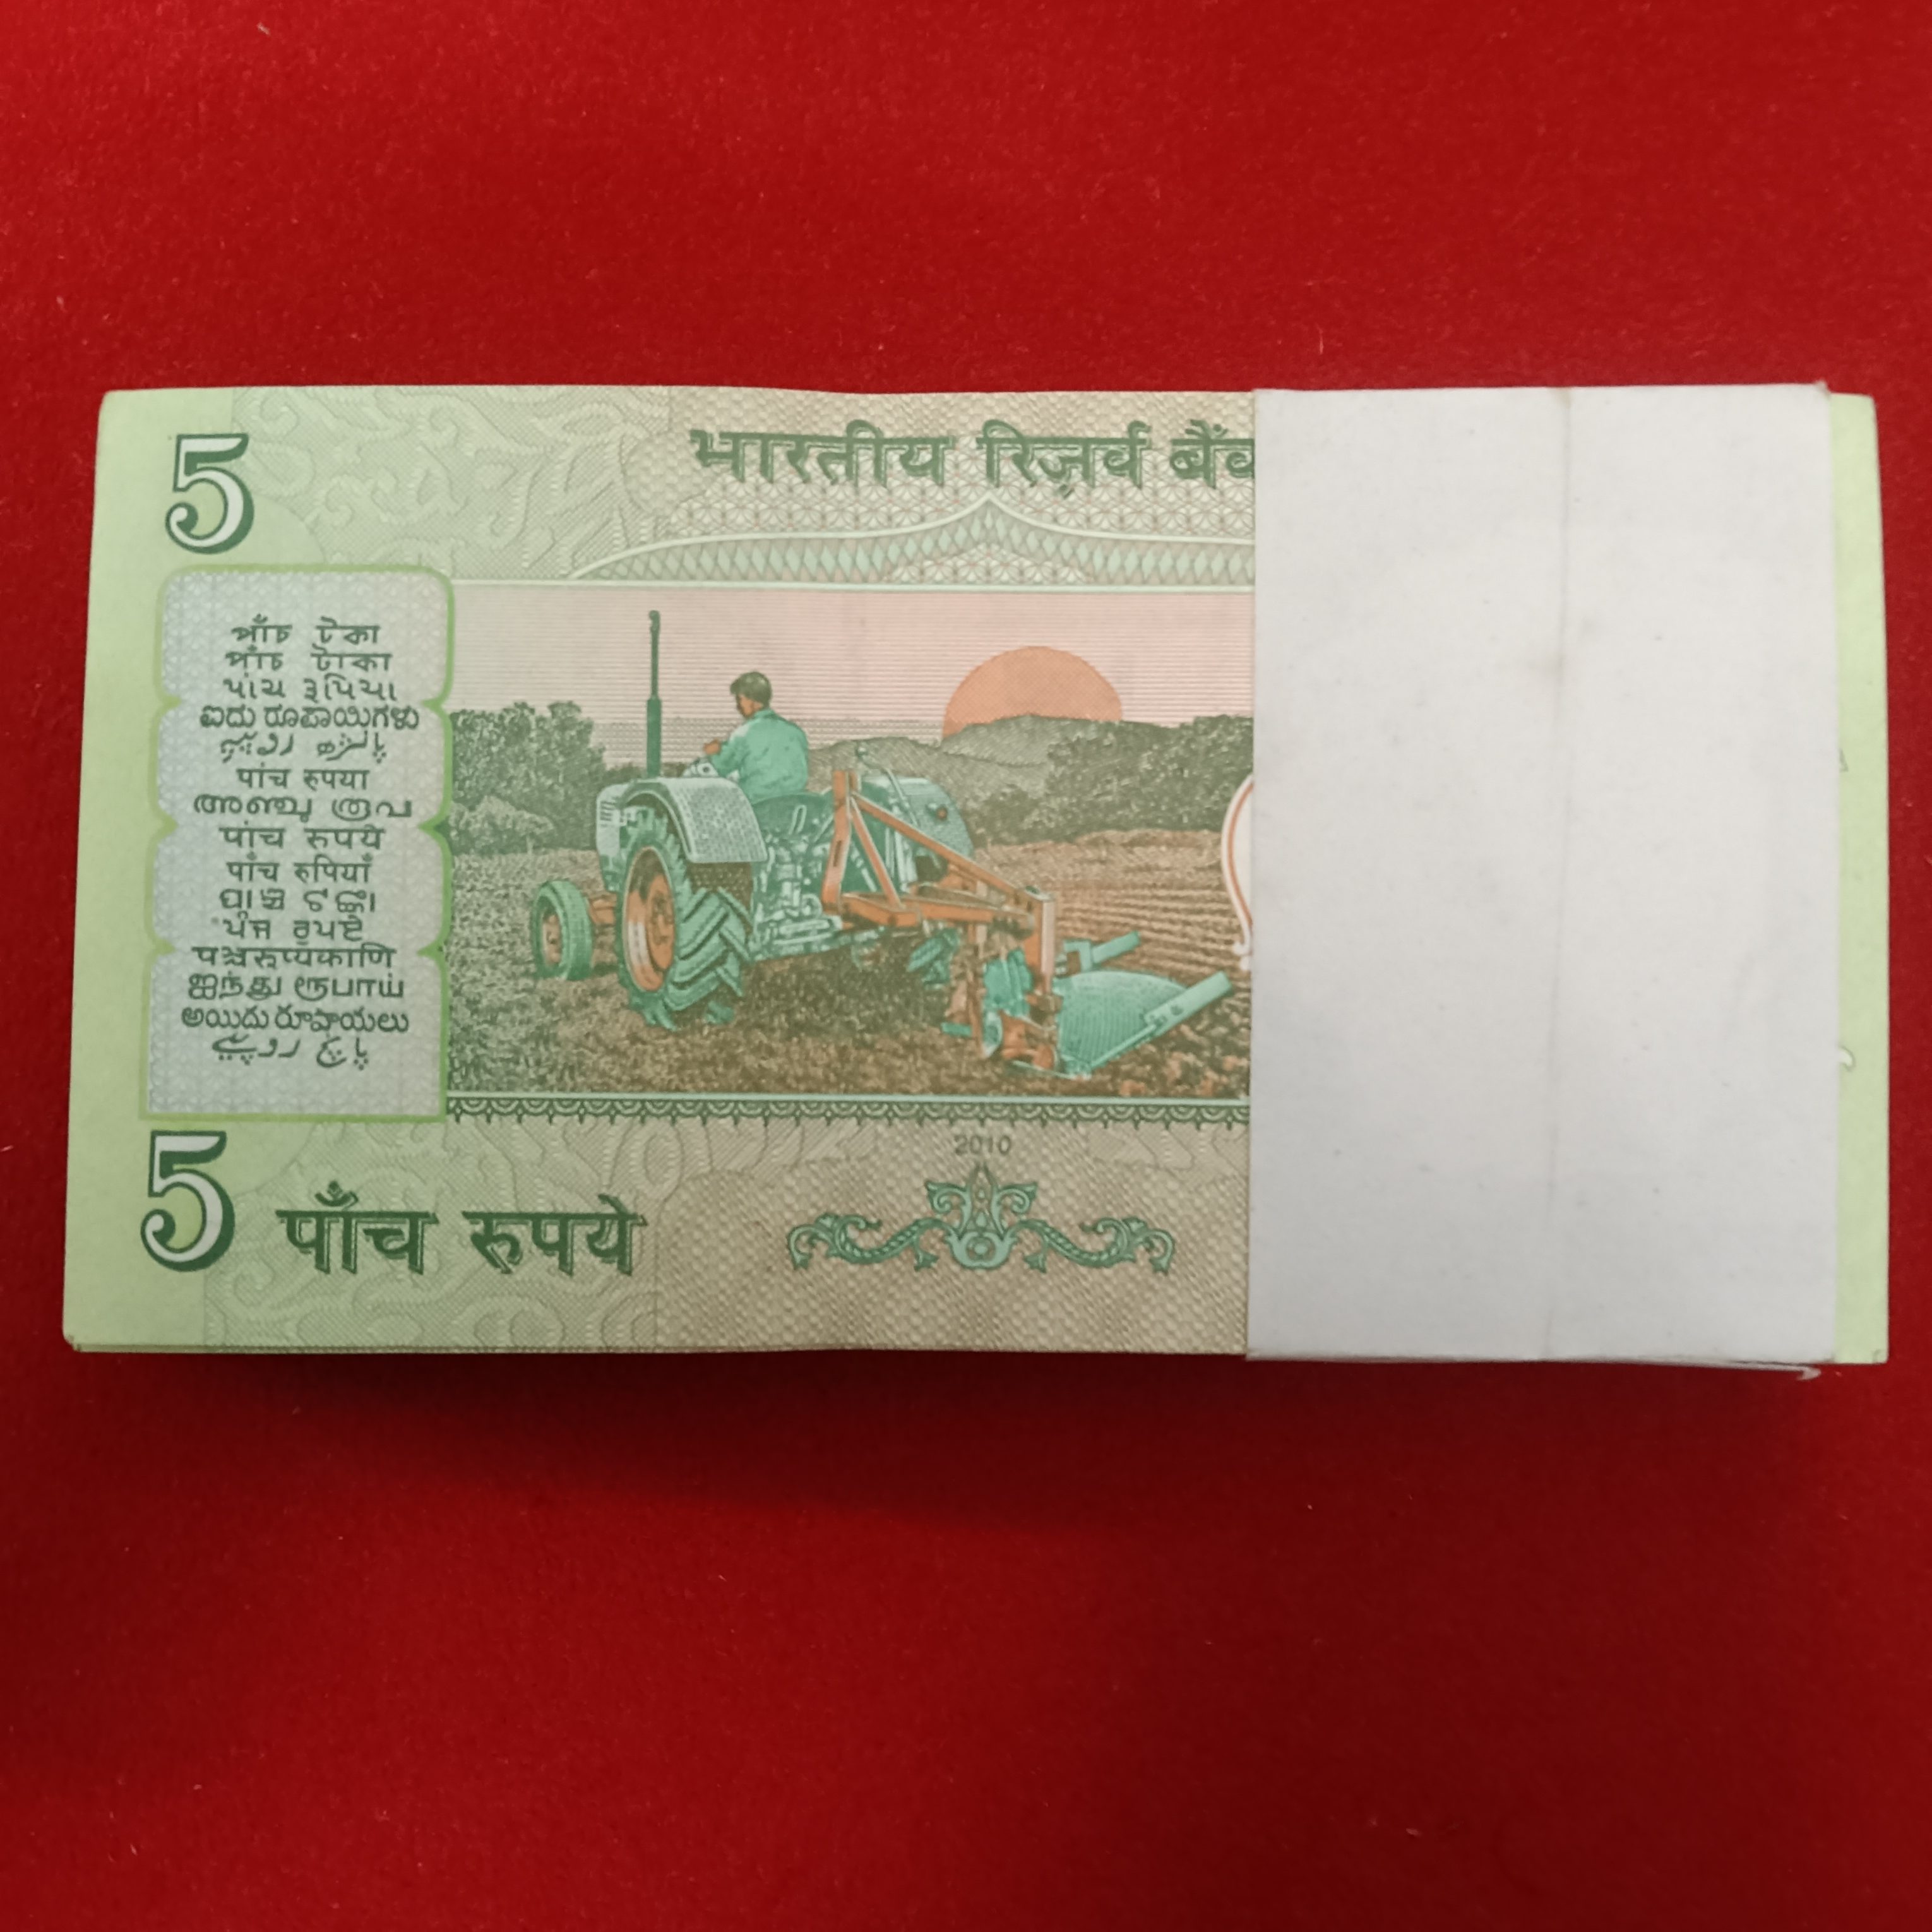 5
भारतीय रिज़र्व बैंक
পাঁচ টকা
পাঁচ টাকা
પાંચ રૂપિયા
ಐದು ರೂಪಾಯಿಗಳು
पांच रुपया
അഞ്ചു രൂപ
पांच रुपये
पाँच रुपियाँ
ପାଞ୍ଚ ଟଙ୍କା
ਪੰਜ ਰੁਪਏ
पञ्चरूप्यकाणि
ஐந்து ரூபாய்
అయిదు రూపాయలు
پانچ روپیے
2010
5 पाँच रुपये